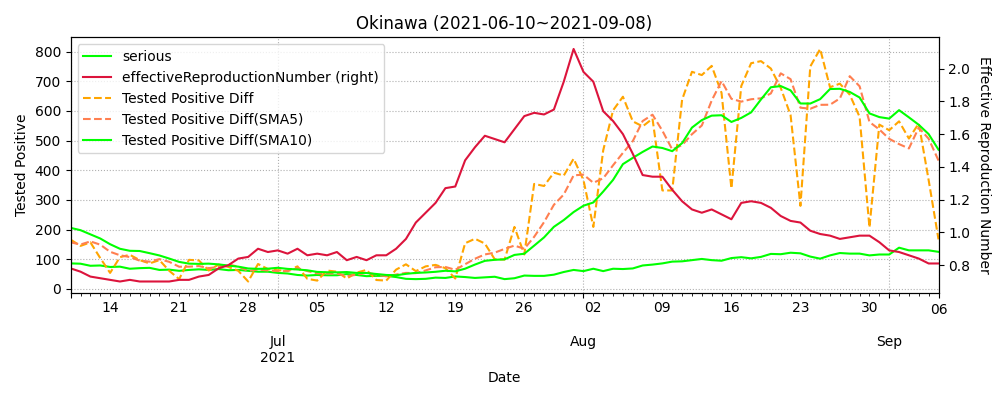 Okinawa (2021-06-10~2021-09-08)
serious
effectiveReproductionNumber (right)
Tested Positive Diff
Tested Positive Diff(SMA5)
Tested Positive Diff(SMA10)
Tested Positive
800
700
600
500
400
300
200
100
0
2.0
1.8
1.6
1.4
1.2
1.0
0.8
Effective Reproduction Number
14 21 28 05 12 19 26 02 09 16 23 30 06
Jul Aug Sep
2021
Date